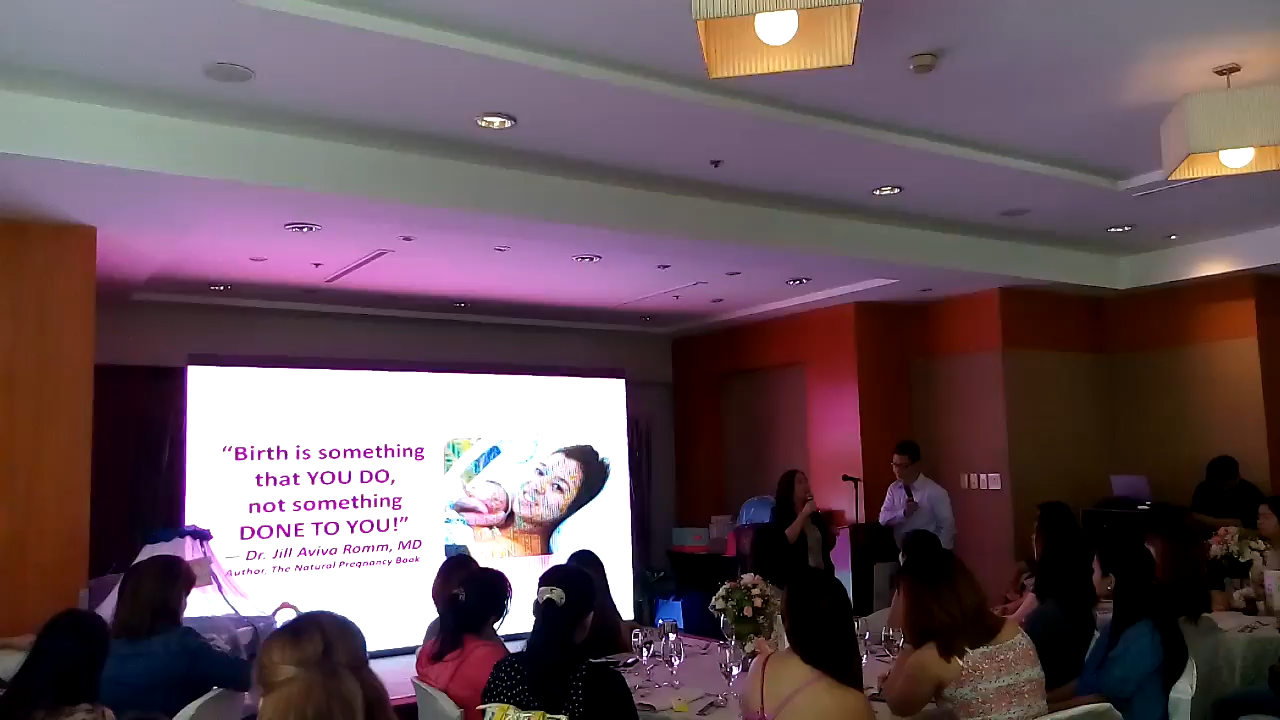 “Birth is something
that YOU DO,
not something
DONE TO YOU!”
— Dr. Jill Aviva Romm, MD
Author, The Natural Pregnancy Book